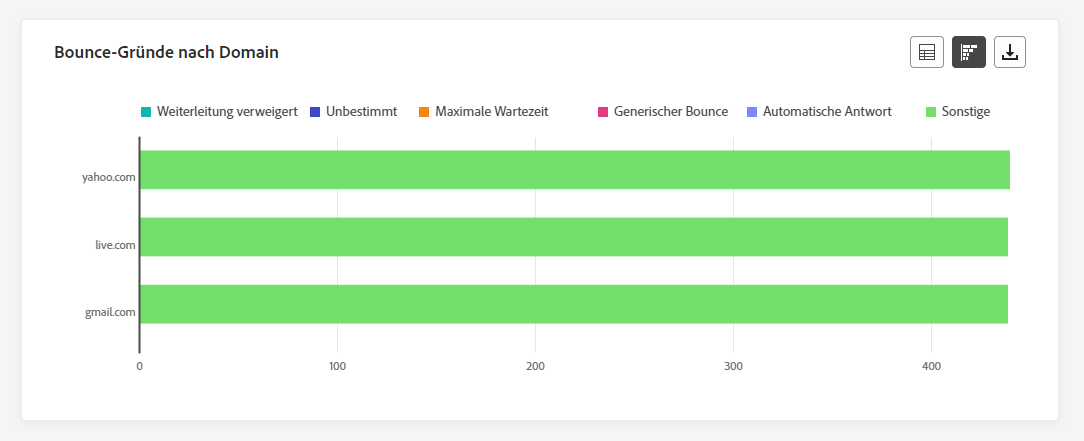 Bounce-Gründe nach Domain
Weiterleitung verweigert Unbestimmt Maximale Wartezeit Generischer Bounce Automatische Antwort Sonstige
yahoo.com
live.com
gmail.com
0 100 200 300 400